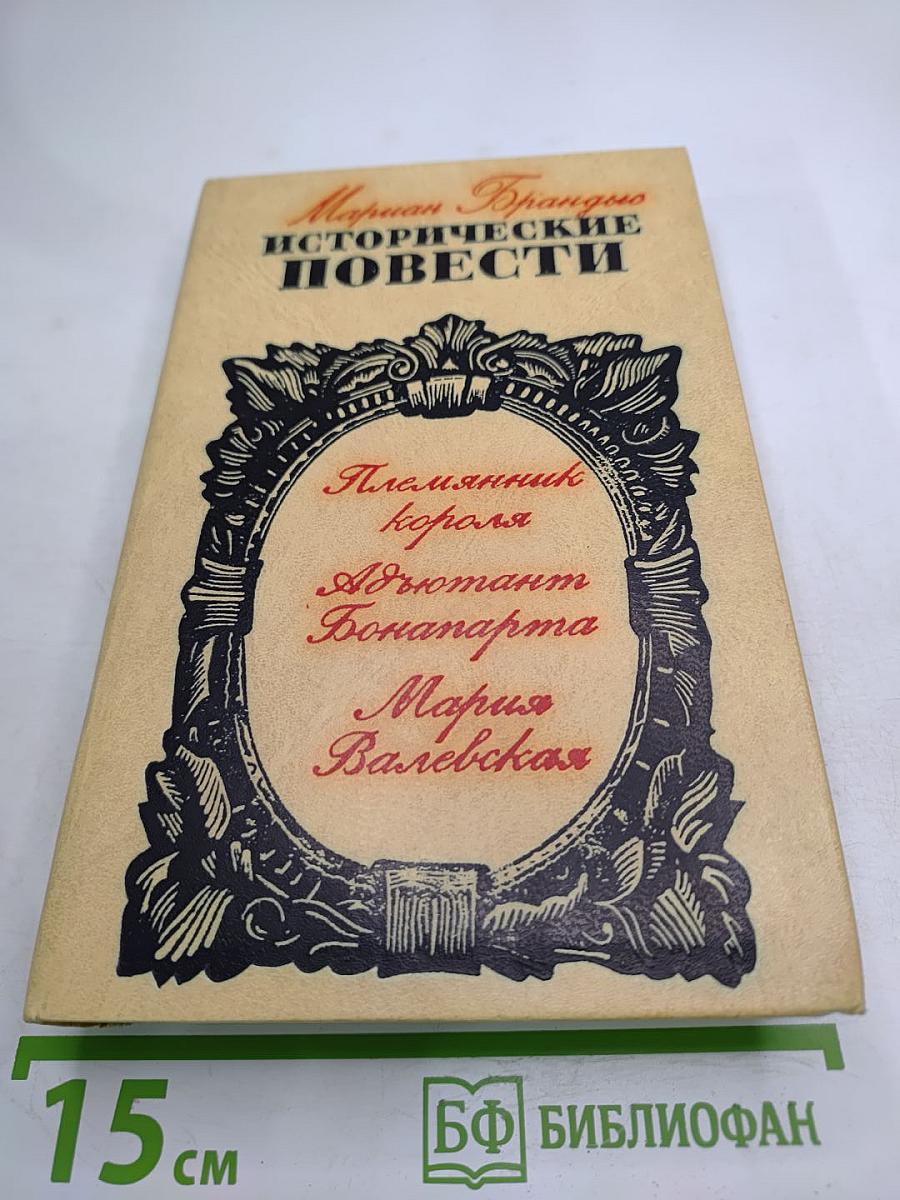 Мариан Брандыс
ИСТОРИЧЕСКИЕ
ПОВЕСТИ
Племянник
короля
Адъютант
Бонапарта
Мария
Валевская
15 см
БФ БИБЛИОФАН